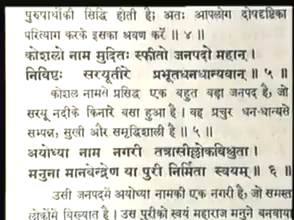 पुरुषार्थोंकी सिद्धि होती है; अतः आपलोग दोषदृष्टिका
परित्याग करके इसका श्रवण करें ॥ ४ ॥
कोशलो नाम मुदितः स्फीतो जनपदो महान् ।
निविष्टः सरयूतीरे प्रभूतधनधान्यवान् ॥ ५ ॥
कोशल नामसे प्रसिद्ध एक बहुत बड़ा जनपद है, जो
सरयू नदीके किनारे बसा हुआ है । वह प्रचुर धन-धान्यसे
सम्पन्न, सुखी और समृद्धिशाली है ॥ ५ ॥
अयोध्या नाम नगरी तत्रासील्लोकविश्रुता ।
मनुना मानवेन्द्रेण या पुरी निर्मिता स्वयम् ॥ ६ ॥
उसी जनपदमें अयोध्या नामकी एक नगरी है, जो समस्त
लोकोंमें विख्यात है । उस पुरीको स्वयं महाराज मनुने बनवाया